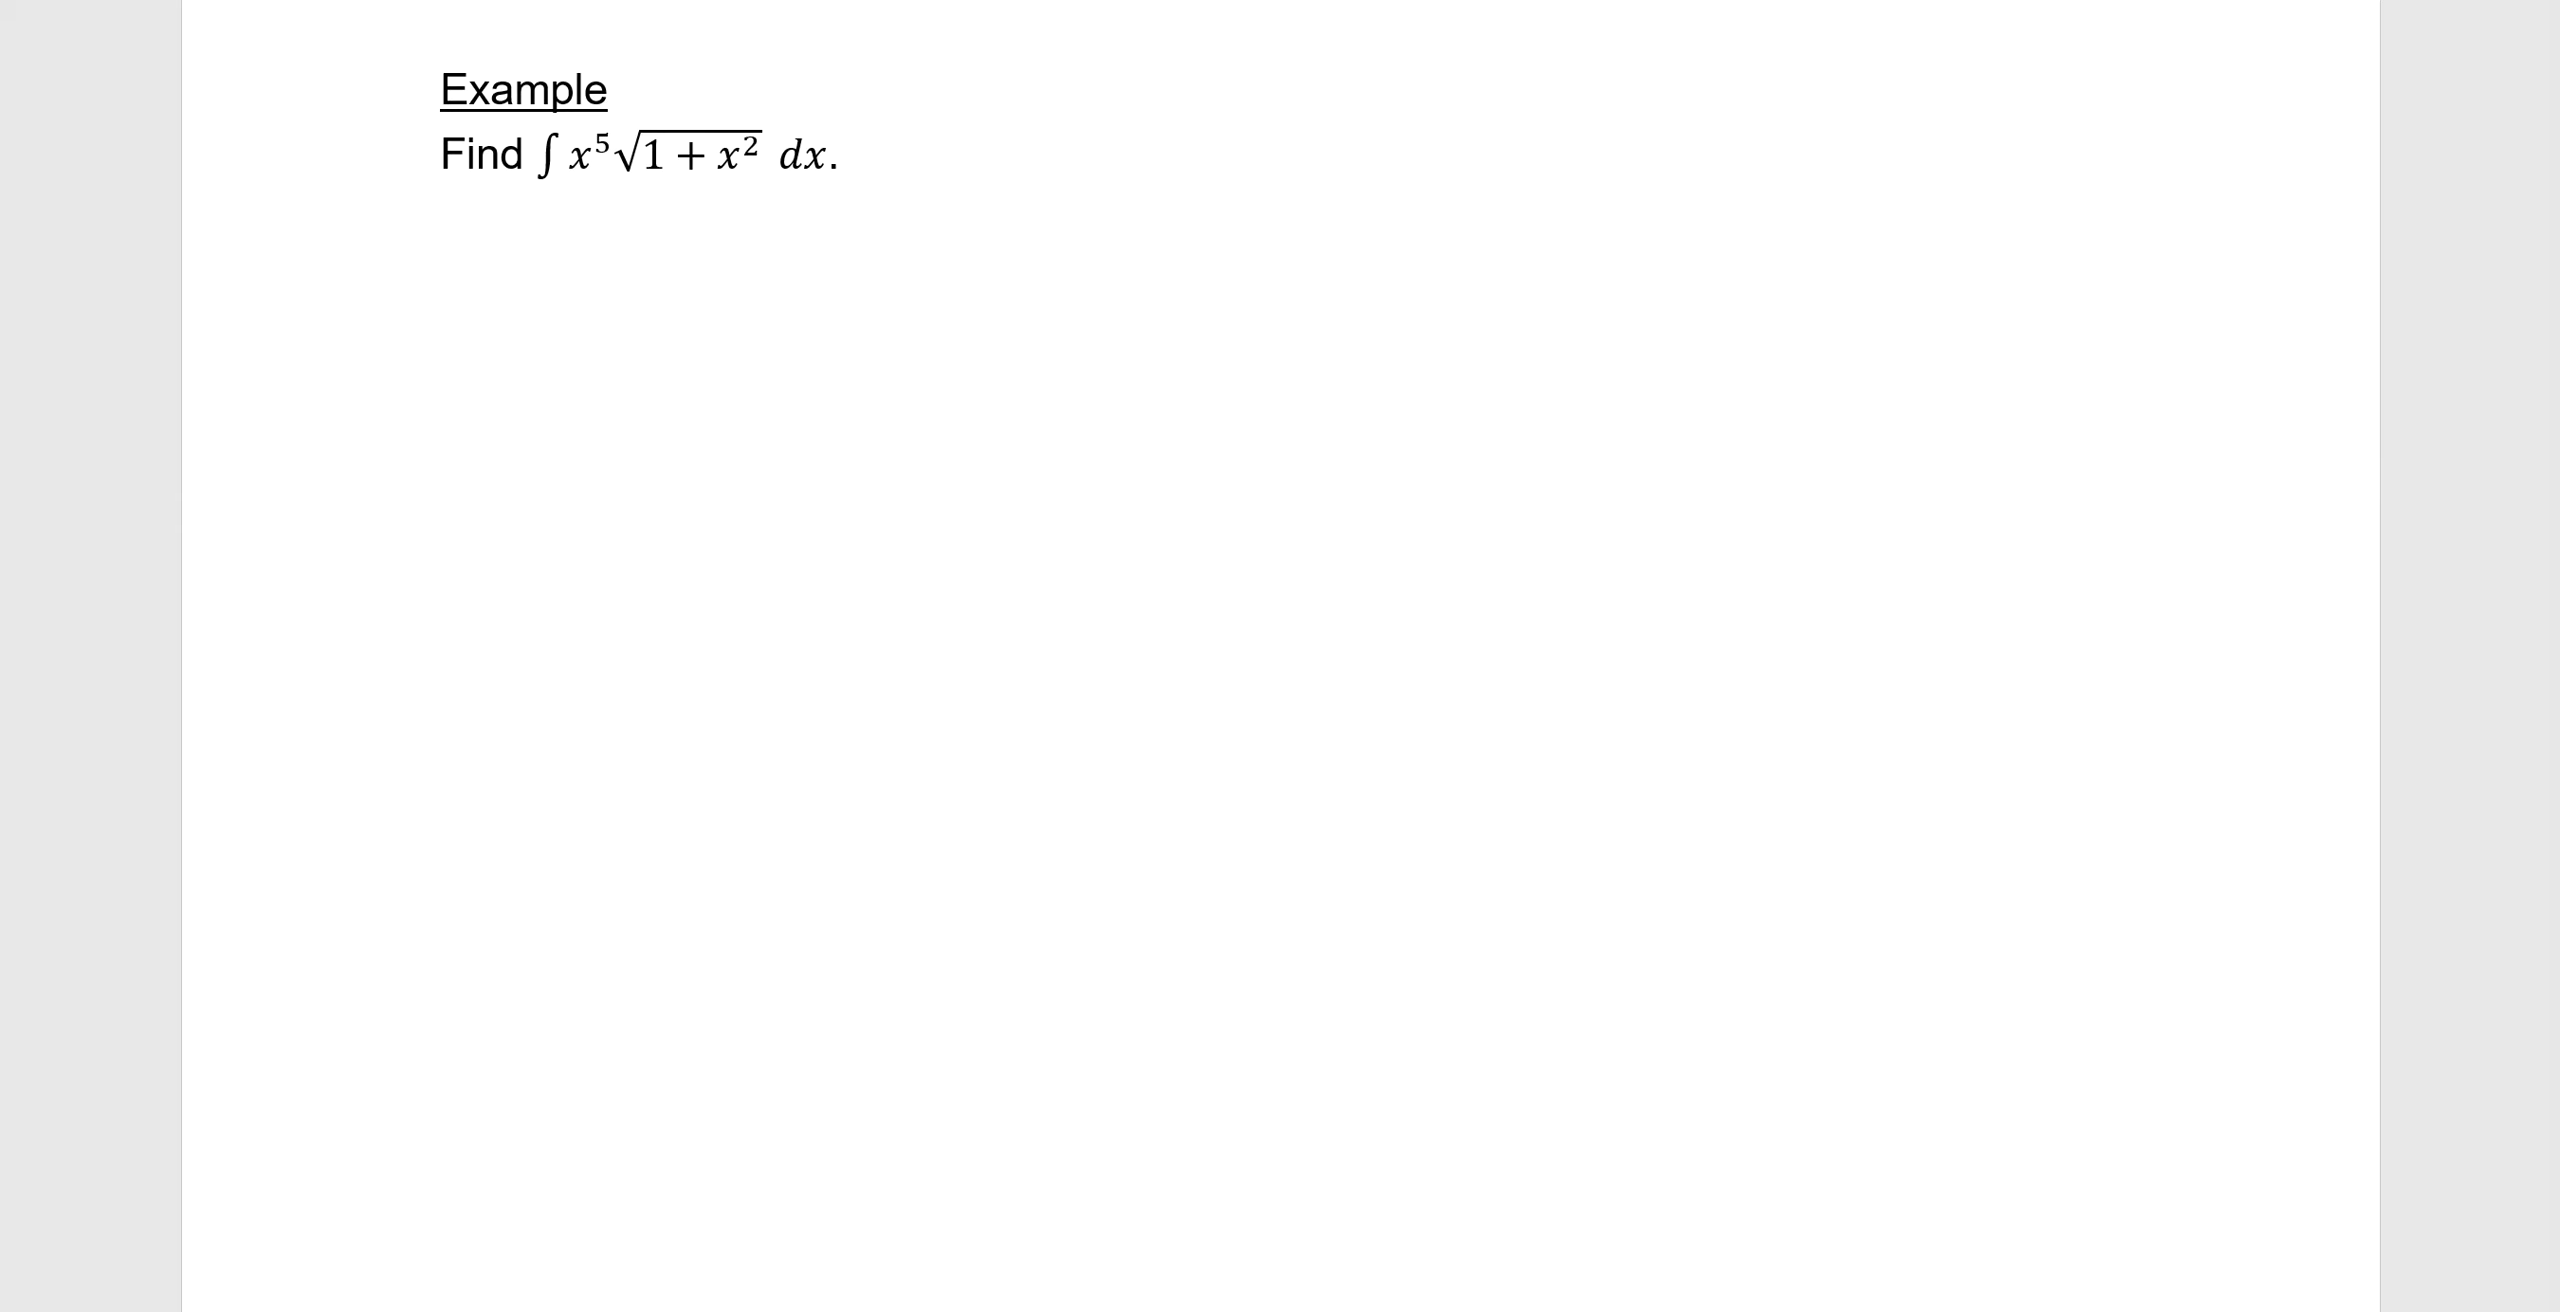 Example
Find ∫ x⁵√(1 + x²) dx.